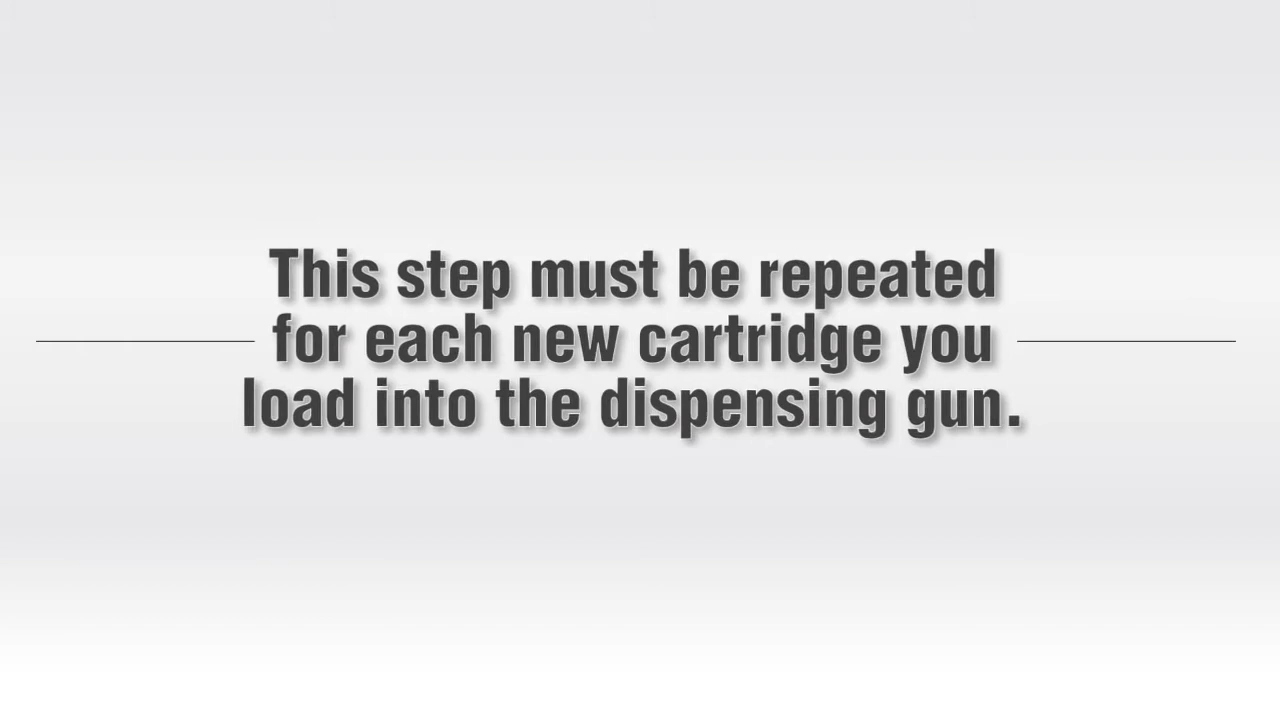 This step must be repeated
for each new cartridge you
load into the dispensing gun.